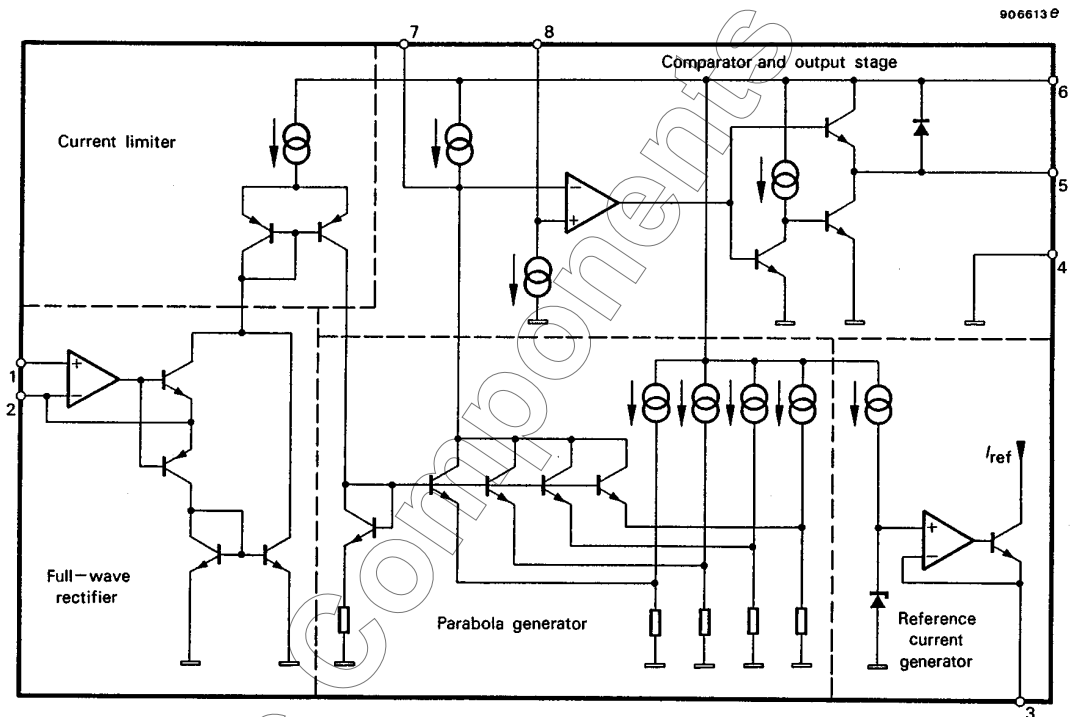 906613e
7
8
Comparator and output stage
6
Current limiter
5
4
+
−
−
+
1
2
Full-wave
rectifier
Parabola generator
Iref
+
−
Reference
current
generator
3
Components